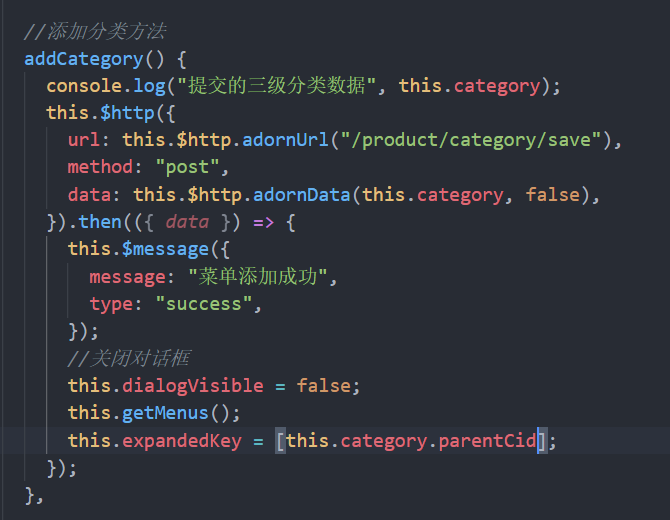 //添加分类方法
addCategory() {
console.log("提交的三级分类数据", this.category);
this.$http({
url: this.$http.adornUrl("/product/category/save"),
method: "post",
data: this.$http.adornData(this.category, false),
}).then(({ data }) => {
this.$message({
message: "菜单添加成功",
type: "success",
});
//关闭对话框
this.dialogVisible = false;
this.getMenus();
this.expandedKey = [this.category.parentCid];
});
},